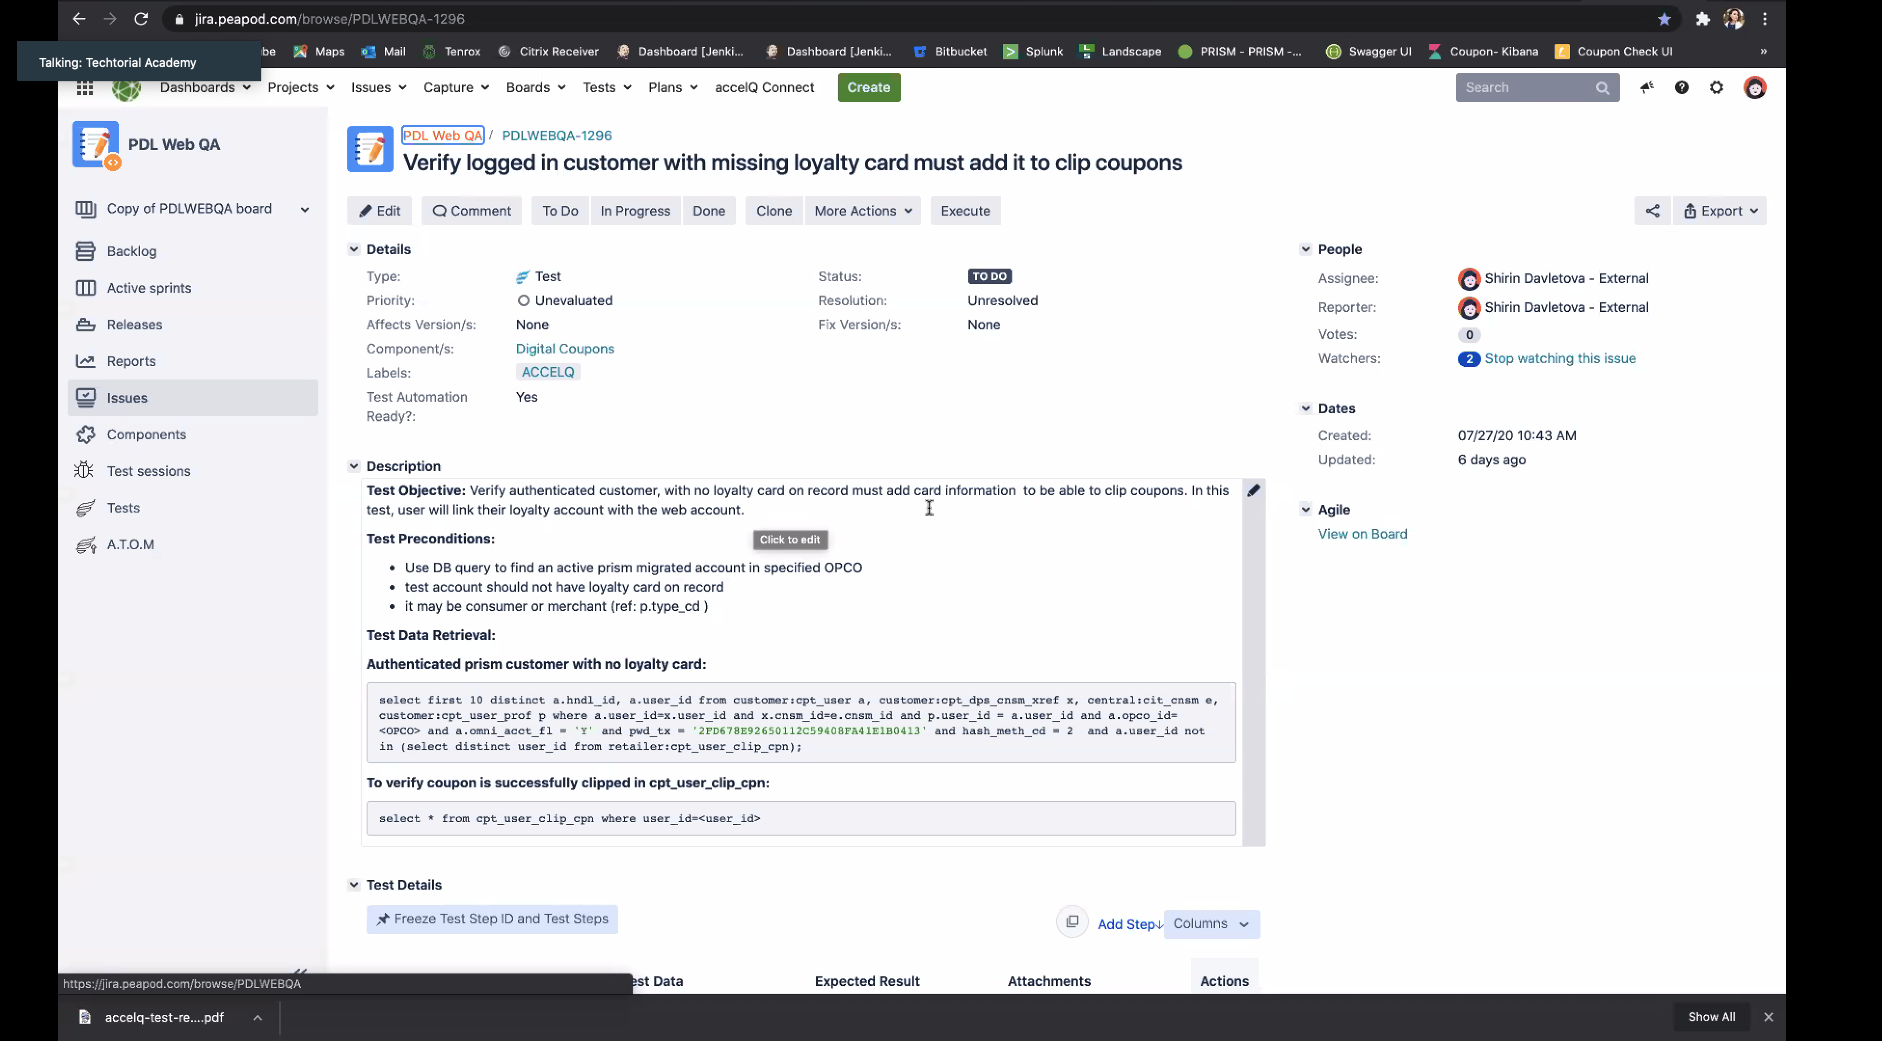 jira.peapod.com/browse/PDLWEBQA-1296
Talking: Techtorial Academy
be Maps Mail Tenrox Citrix Receiver Dashboard [Jenki... Dashboard [Jenki... Bitbucket Splunk Landscape PRISM - PRISM -... Swagger UI Coupon- Kibana Coupon Check UI »
Dashboards Projects Issues Capture Boards Tests Plans accelQ Connect Create Search
PDL Web QA
Copy of PDLWEBQA board
Backlog
Active sprints
Releases
Reports
Issues
Components
Test sessions
Tests
A.T.O.M
PDL Web QA / PDLWEBQA-1296
Verify logged in customer with missing loyalty card must add it to clip coupons
Edit Comment To Do In Progress Done Clone More Actions Execute Export
Details
Type: Test Status: TO DO
Priority: Unevaluated Resolution: Unresolved
Affects Version/s: None Fix Version/s: None
Component/s: Digital Coupons
Labels: ACCELQ
Test Automation Yes
Ready?:
Description
Test Objective: Verify authenticated customer, with no loyalty card on record must add card information to be able to clip coupons. In this
test, user will link their loyalty account with the web account.
Test Preconditions:
Click to edit
• Use DB query to find an active prism migrated account in specified OPCO
• test account should not have loyalty card on record
• it may be consumer or merchant (ref: p.type_cd )
Test Data Retrieval:
Authenticated prism customer with no loyalty card:
select first 10 distinct a.hndl_id, a.user_id from customer:cpt_user a, customer:cpt_dps_cnsm_xref x, central:cit_cnsm e,
customer:cpt_user_prof p where a.user_id=x.user_id and x.cnsm_id=e.cnsm_id and p.user_id = a.user_id and a.opco_id=
<OPCO> and a.omni_acct_fl = `Y' and pwd_tx = '2FD678E92650112C59408FA41E1B0413' and hash_meth_cd = 2 and a.user_id not
in (select distinct user_id from retailer:cpt_user_clip_cpn);
To verify coupon is successfully clipped in cpt_user_clip_cpn:
select * from cpt_user_clip_cpn where user_id=<user_id>
Test Details
Freeze Test Step ID and Test Steps
Add Step Columns
est Data Expected Result Attachments Actions
People
Assignee: Shirin Davletova - External
Reporter: Shirin Davletova - External
Votes: 0
Watchers: 2 Stop watching this issue
Dates
Created: 07/27/20 10:43 AM
Updated: 6 days ago
Agile
View on Board
https://jira.peapod.com/browse/PDLWEBQA
accelq-test-re....pdf
Show All